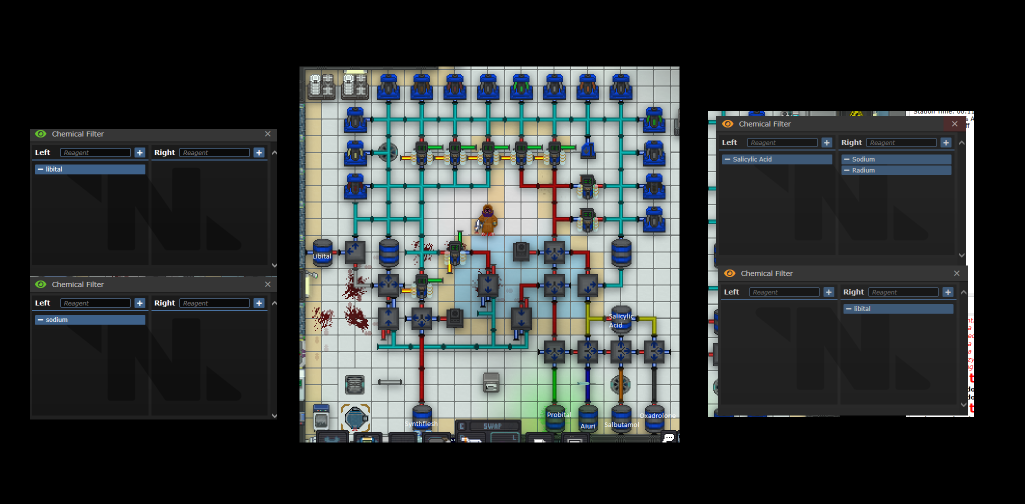 Chemical Filter
Left Reagent + Right Reagent +
libital
Chemical Filter
Left Reagent + Right Reagent +
sodium
Libital
Salicylic
Acid
Synthflesh
Probital
Aiuri
Salbutamol
Oxadrolone
SWAP
Chemical Filter
Left Reagent + Right Reagent +
Salicylic Acid
Sodium
Radium
Chemical Filter
Left Reagent + Right Reagent +
libital